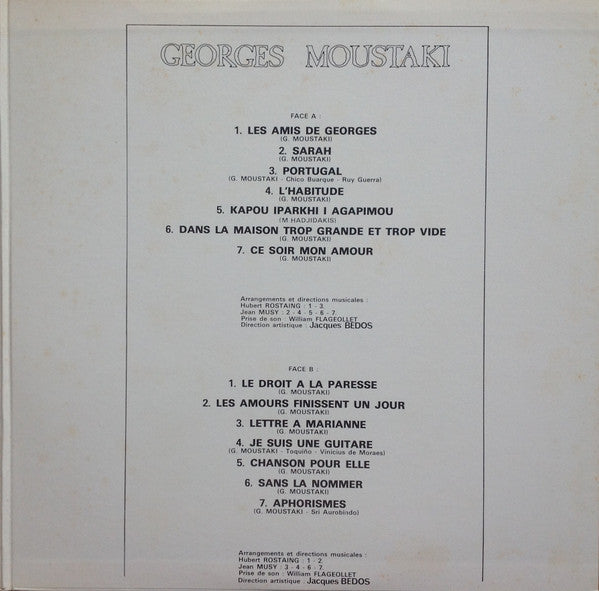 GEORGES MOUSTAKI
FACE A :
1. LES AMIS DE GEORGES
(G. MOUSTAKI)
2. SARAH
(G. MOUSTAKI)
3. PORTUGAL
(G. MOUSTAKI - Chico Buarque - Ruy Guerra)
4. L'HABITUDE
(G. MOUSTAKI)
5. KAPOU IPARKHI I AGAPIMOU
(M HADJIDAKIS)
6. DANS LA MAISON TROP GRANDE ET TROP VIDE
(G. MOUSTAKI)
7. CE SOIR MON AMOUR
(G. MOUSTAKI)
Arrangements et directions musicales :
Hubert ROSTAING : 1 - 3.
Jean MUSY : 2 - 4 - 5 - 6 - 7.
Prise de son : William FLAGEOLLET
Direction artistique : Jacques BEDOS
FACE B :
1. LE DROIT A LA PARESSE
(G. MOUSTAKI)
2. LES AMOURS FINISSENT UN JOUR
(G. MOUSTAKI)
3. LETTRE A MARIANNE
(G. MOUSTAKI)
4. JE SUIS UNE GUITARE
(G. MOUSTAKI - Toquiño - Vinicius de Moraes)
5. CHANSON POUR ELLE
(G. MOUSTAKI)
6. SANS LA NOMMER
(G. MOUSTAKI)
7. APHORISMES
(G. MOUSTAKI - Sri Aurobindo)
Arrangements et directions musicales :
Hubert ROSTAING : 1 - 2.
Jean MUSY : 3 - 4 - 6 - 7.
Prise de son : William FLAGEOLLET
Direction artistique : Jacques BEDOS